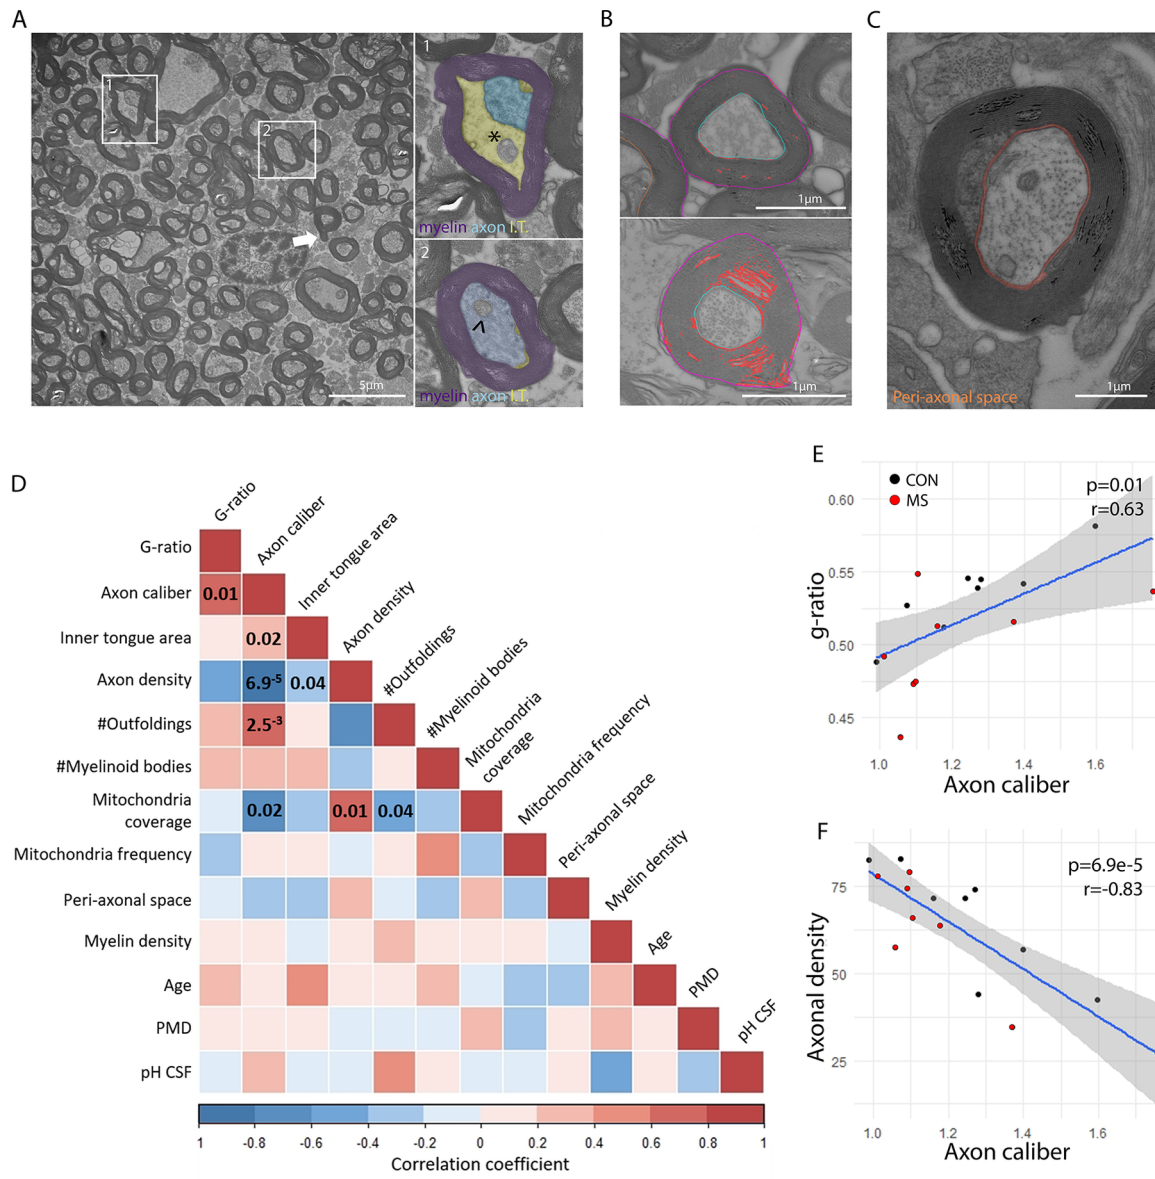 A
1
2
5µm
1
*
myelin axon I.T.
2
>
myelin axon I.T.
B
1µm
1µm
C
Peri-axonal space
1µm
D
G-ratio
Axon caliber
Inner tongue area
Axon density
#Outfoldings
#Myelinoid bodies
Mitochondria
coverage
Mitochondria frequency
Peri-axonal space
Myelin density
Age
PMD
pH CSF
G-ratio
Axon caliber 0.01
Inner tongue area 0.02
Axon density 6.9-5 0.04
#Outfoldings 2.5-3
#Myelinoid bodies
Mitochondria
coverage 0.02 0.01 0.04
Mitochondria frequency
Peri-axonal space
Myelin density
Age
PMD
pH CSF
1 -0.8 -0.6 -0.4 -0.2 0 0.2 0.4 0.6 0.8 1
Correlation coefficient
E
CON
MS
p=0.01
r=0.63
g-ratio
0.60
0.55
0.50
0.45
1.0 1.2 1.4 1.6
Axon caliber
F
p=6.9e-5
r=-0.83
Axonal density
75
50
25
1.0 1.2 1.4 1.6
Axon caliber